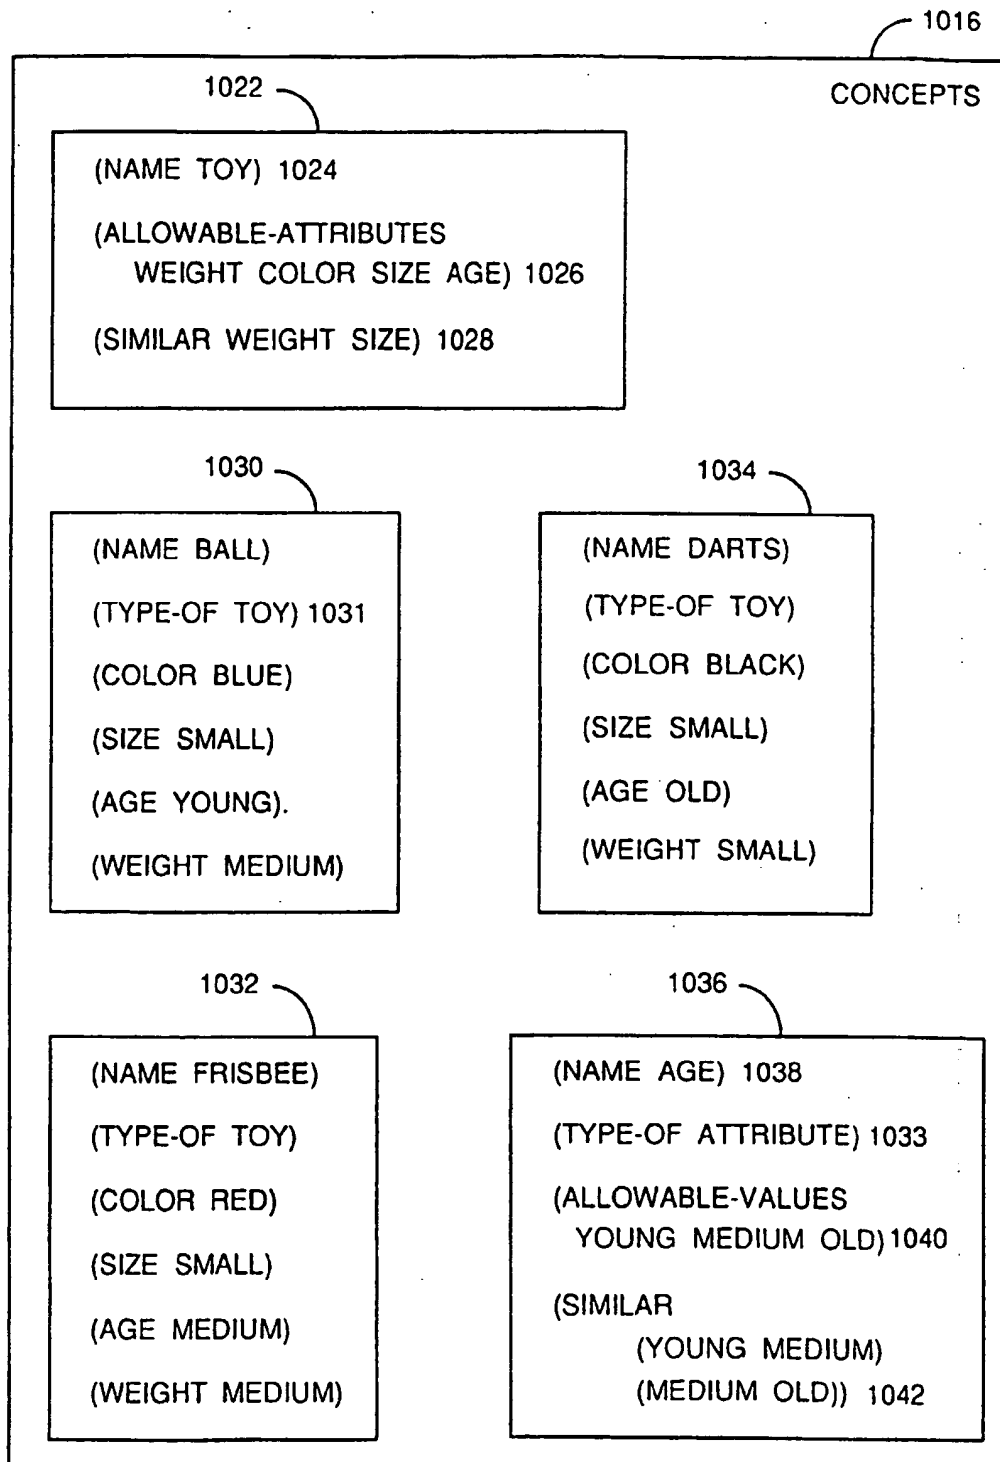 1016
CONCEPTS
1022
(NAME TOY) 1024
(ALLOWABLE-ATTRIBUTES
WEIGHT COLOR SIZE AGE) 1026
(SIMILAR WEIGHT SIZE) 1028
1030
(NAME BALL)
(TYPE-OF TOY) 1031
(COLOR BLUE)
(SIZE SMALL)
(AGE YOUNG).
(WEIGHT MEDIUM)
1034
(NAME DARTS)
(TYPE-OF TOY)
(COLOR BLACK)
(SIZE SMALL)
(AGE OLD)
(WEIGHT SMALL)
1032
(NAME FRISBEE)
(TYPE-OF TOY)
(COLOR RED)
(SIZE SMALL)
(AGE MEDIUM)
(WEIGHT MEDIUM)
1036
(NAME AGE) 1038
(TYPE-OF ATTRIBUTE) 1033
(ALLOWABLE-VALUES
YOUNG MEDIUM OLD) 1040
(SIMILAR
(YOUNG MEDIUM)
(MEDIUM OLD)) 1042